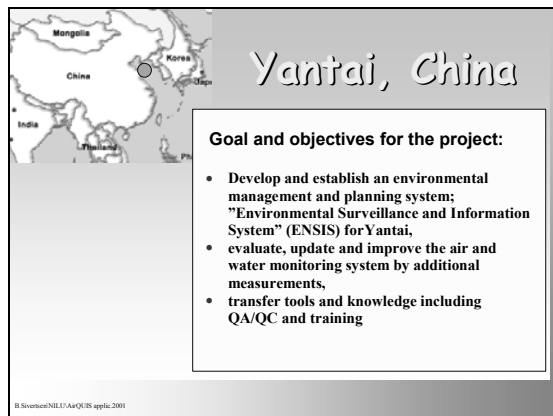 Mongolia
Korea
China
Japa
India
Thailand
Ph
Yantai, China
Goal and objectives for the project:
• Develop and establish an environmental
management and planning system;
”Environmental Surveillance and Information
System” (ENSIS) forYantai,
• evaluate, update and improve the air and
water monitoring system by additional
measurements,
• transfer tools and knowledge including
QA/QC and training
B.Sivertsen\NILU\AirQUIS applic.2001